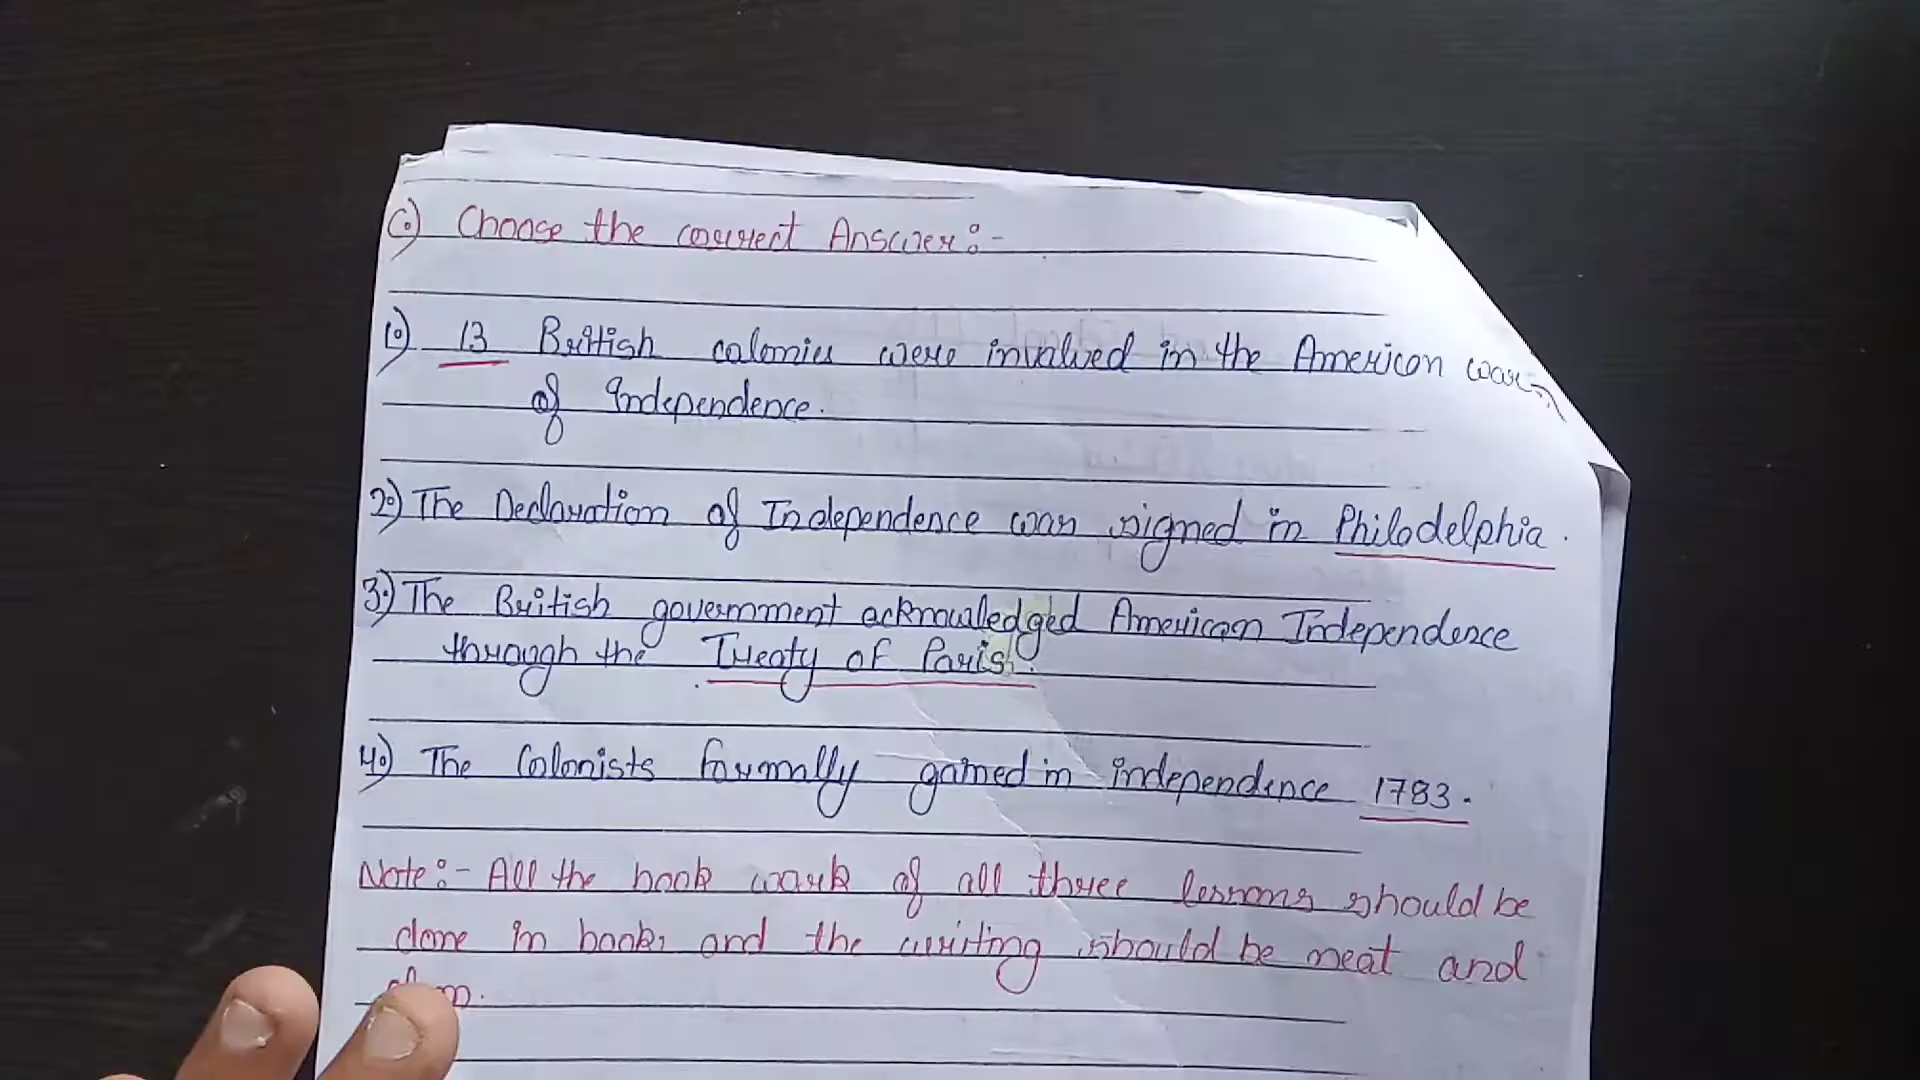 C.) Choose the correct Answer:-
1.) 13 British colonies were involved in the American war
of Independence.
2.) The Declaration of Independence was signed in Philadelphia.
3.) The British government acknowledged American Independence
through the Treaty of Paris.
4.) The Colonists formally gained in independence 1783.
Note:- All the book work of all three lessons should be
done in books and the writing should be neat and